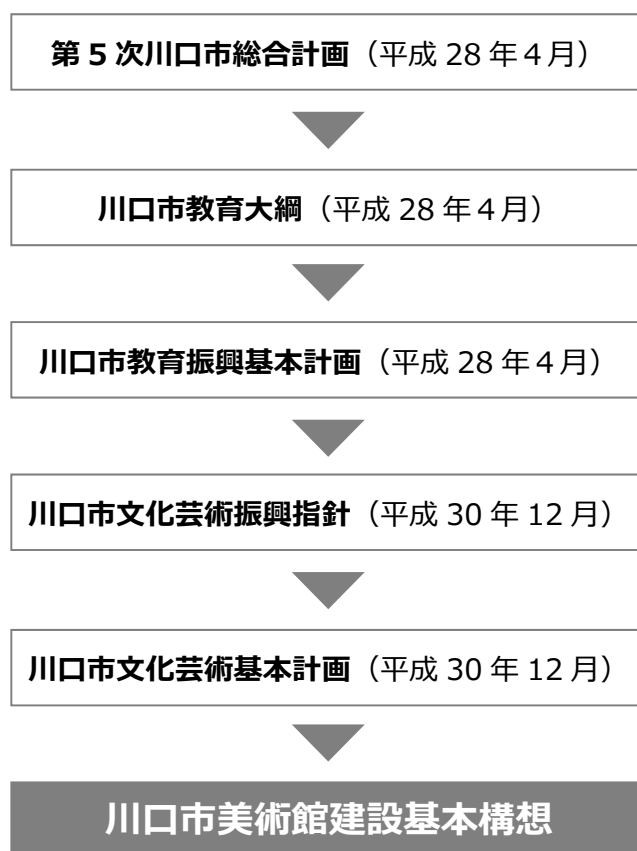 第5次川口市総合計画（平成 28 年４月）
川口市教育大綱（平成 28 年４月）
川口市教育振興基本計画（平成 28 年４月）
川口市文化芸術振興指針（平成 30 年 12 月）
川口市文化芸術基本計画（平成 30 年 12 月）
川口市美術館建設基本構想